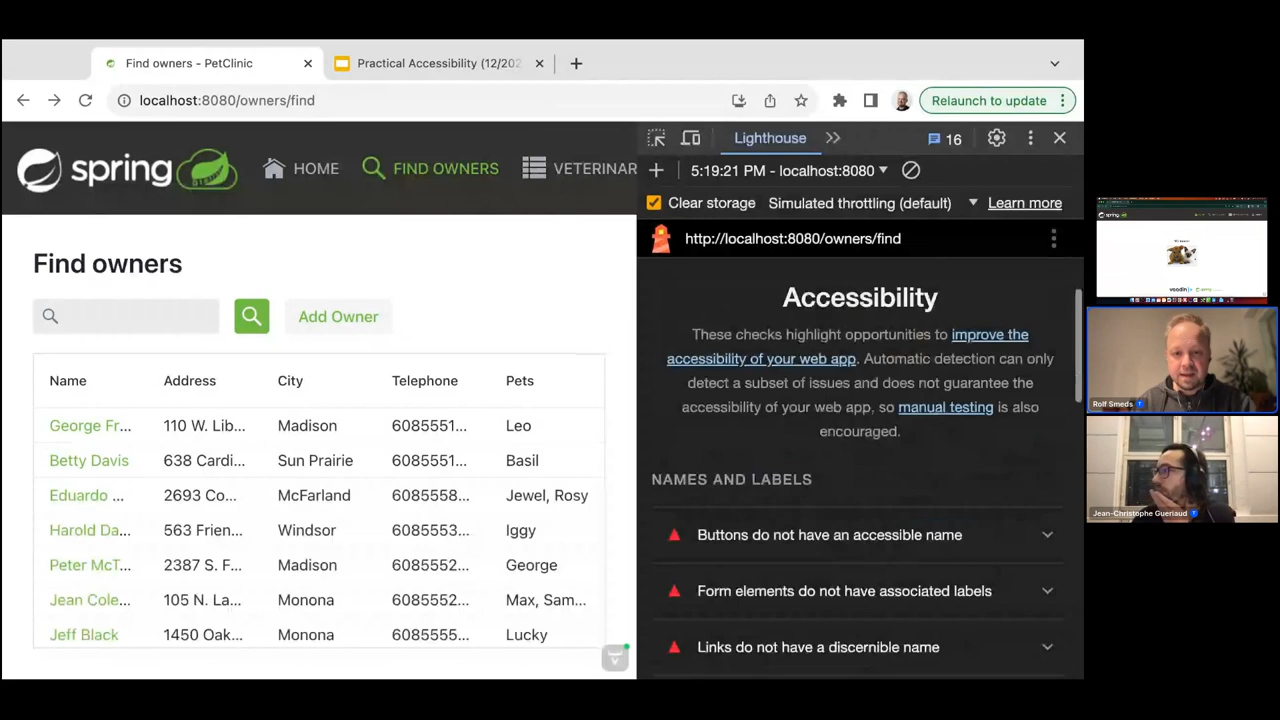 Find owners - PetClinic
Practical Accessibility (12/202
localhost:8080/owners/find
Relaunch to update
spring
HOME
FIND OWNERS
VETERINAR
Find owners
Add Owner
Name Address City Telephone Pets
George Fr... 110 W. Lib... Madison 6085551... Leo
Betty Davis 638 Cardi... Sun Prairie 6085551... Basil
Eduardo ... 2693 Co... McFarland 6085558... Jewel, Rosy
Harold Da... 563 Frien... Windsor 6085553... Iggy
Peter McT... 2387 S. F... Madison 6085552... George
Jean Cole... 105 N. La... Monona 6085552... Max, Sam...
Jeff Black 1450 Oak... Monona 6085555... Lucky
Lighthouse
16
5:19:21 PM - localhost:8080
Clear storage Simulated throttling (default) Learn more
http://localhost:8080/owners/find
Accessibility
These checks highlight opportunities to improve the
accessibility of your web app. Automatic detection can only
detect a subset of issues and does not guarantee the
accessibility of your web app, so manual testing is also
encouraged.
NAMES AND LABELS
Buttons do not have an accessible name
Form elements do not have associated labels
Links do not have a discernible name
vaadin
Rolf Smeds
Jean-Christophe Gueriaud